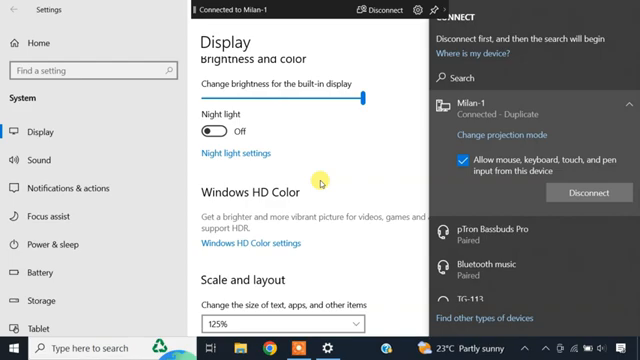 Settings
Home
Find a setting
System
Display
Sound
Notifications & actions
Focus assist
Power & sleep
Battery
Storage
Tablet
Connected to Milan-1
Disconnect
Display
Brightness and color
Change brightness for the built-in display
Night light
Off
Night light settings
Windows HD Color
Get a brighter and more vibrant picture for videos, games and
support HDR.
Windows HD Color settings
Scale and layout
Change the size of text, apps, and other items
125%
CONNECT
Disconnect first, and then the search will begin
Where is my device?
Search
Milan-1
Connected - Duplicate
Change projection mode
Allow mouse, keyboard, touch, and pen
input from this device
Disconnect
pTron Bassbuds Pro
Paired
Bluetooth music
Paired
TG-113
Find other types of devices
Type here to search
23°C Partly sunny